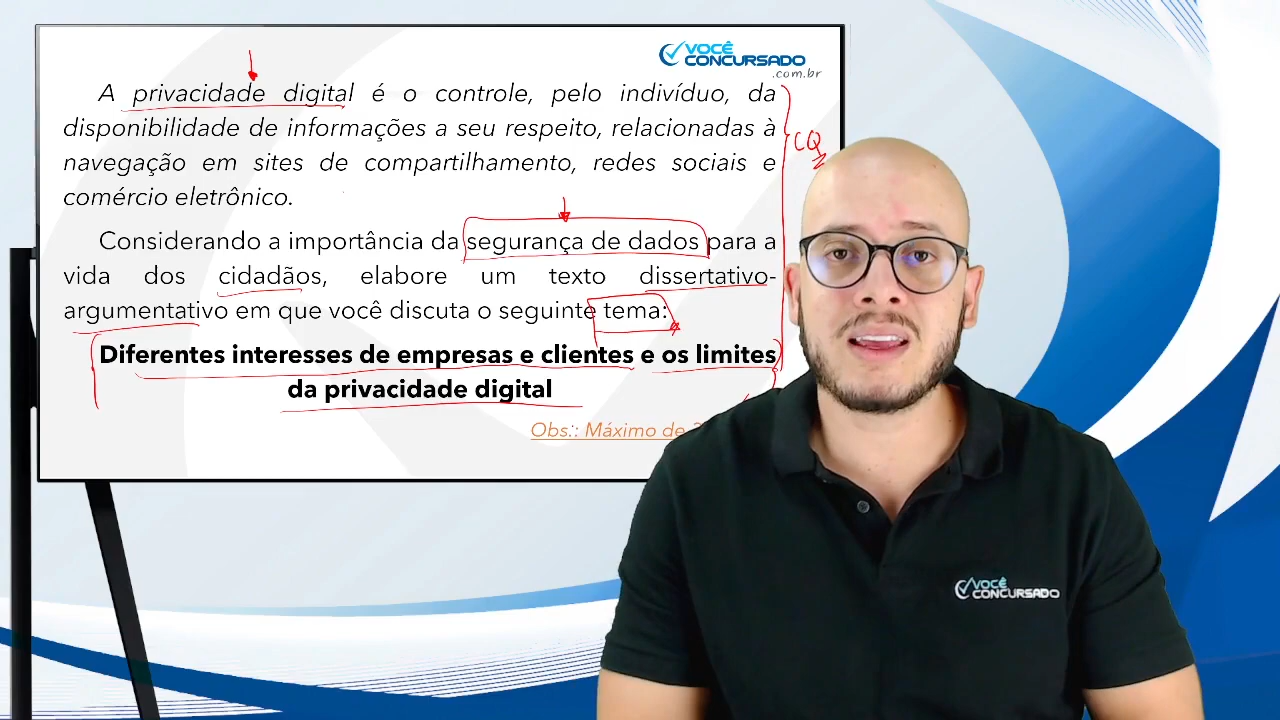 VOCÊ
CONCURSADO
.com.br
A privacidade digital é o controle, pelo indivíduo, da
disponibilidade de informações a seu respeito, relacionadas à
navegação em sites de compartilhamento, redes sociais e
comércio eletrônico.
CQ
Considerando a importância da segurança de dados para a
vida dos cidadãos, elabore um texto dissertativo-
argumentativo em que você discuta o seguinte tema:
Diferentes interesses de empresas e clientes e os limites
da privacidade digital
Obs.: Máximo de
VOCÊ
CONCURSADO